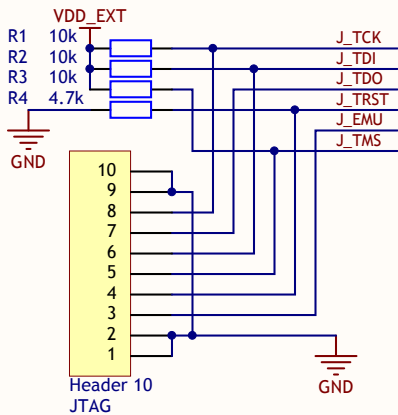 VDD_EXT
R1 10k
R2 10k
R3 10k
R4 4.7k
J_TCK
J_TDI
J_TDO
J_TRST
J_EMU
J_TMS
GND
10
9
8
7
6
5
4
3
2
1
GND
Header 10
JTAG